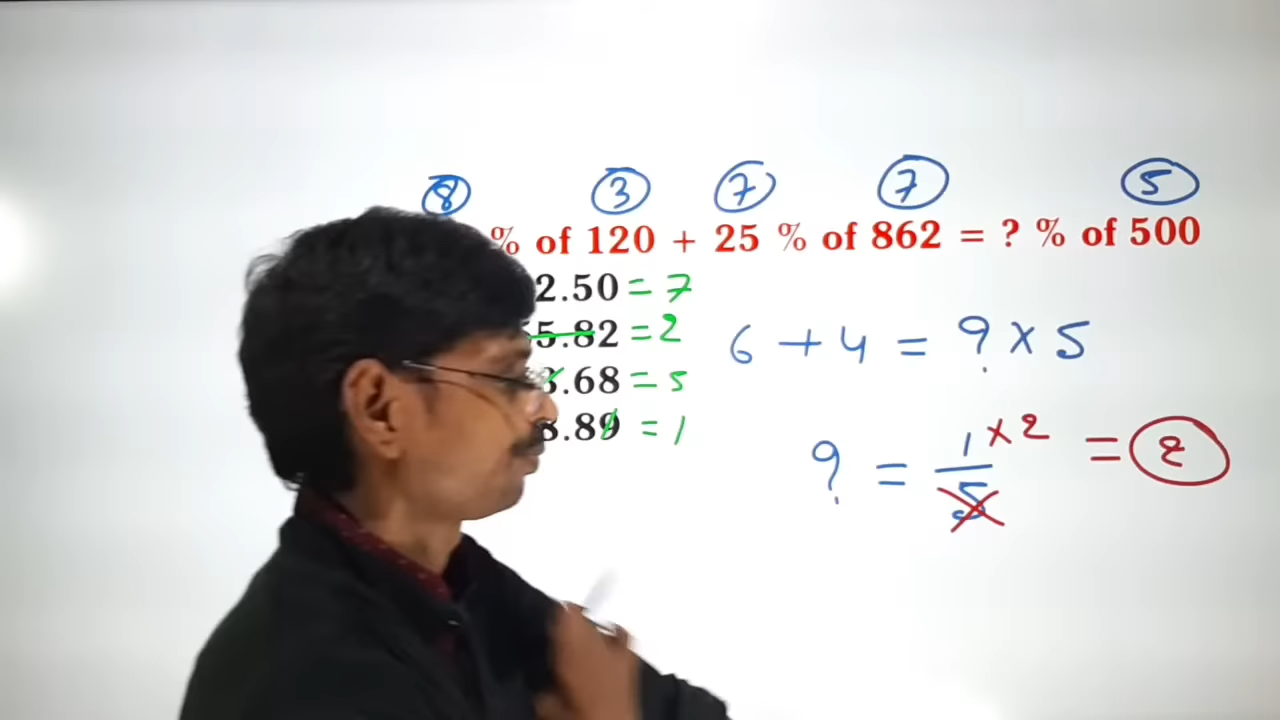 8 3 7 7 5
% of 120 + 25 % of 862 = ? % of 500
2.50 = 7
5.82 = 2
6 + 4 = ? × 5
.68 = 5
8.89 = 1
? = 1/5 × 2 = 2